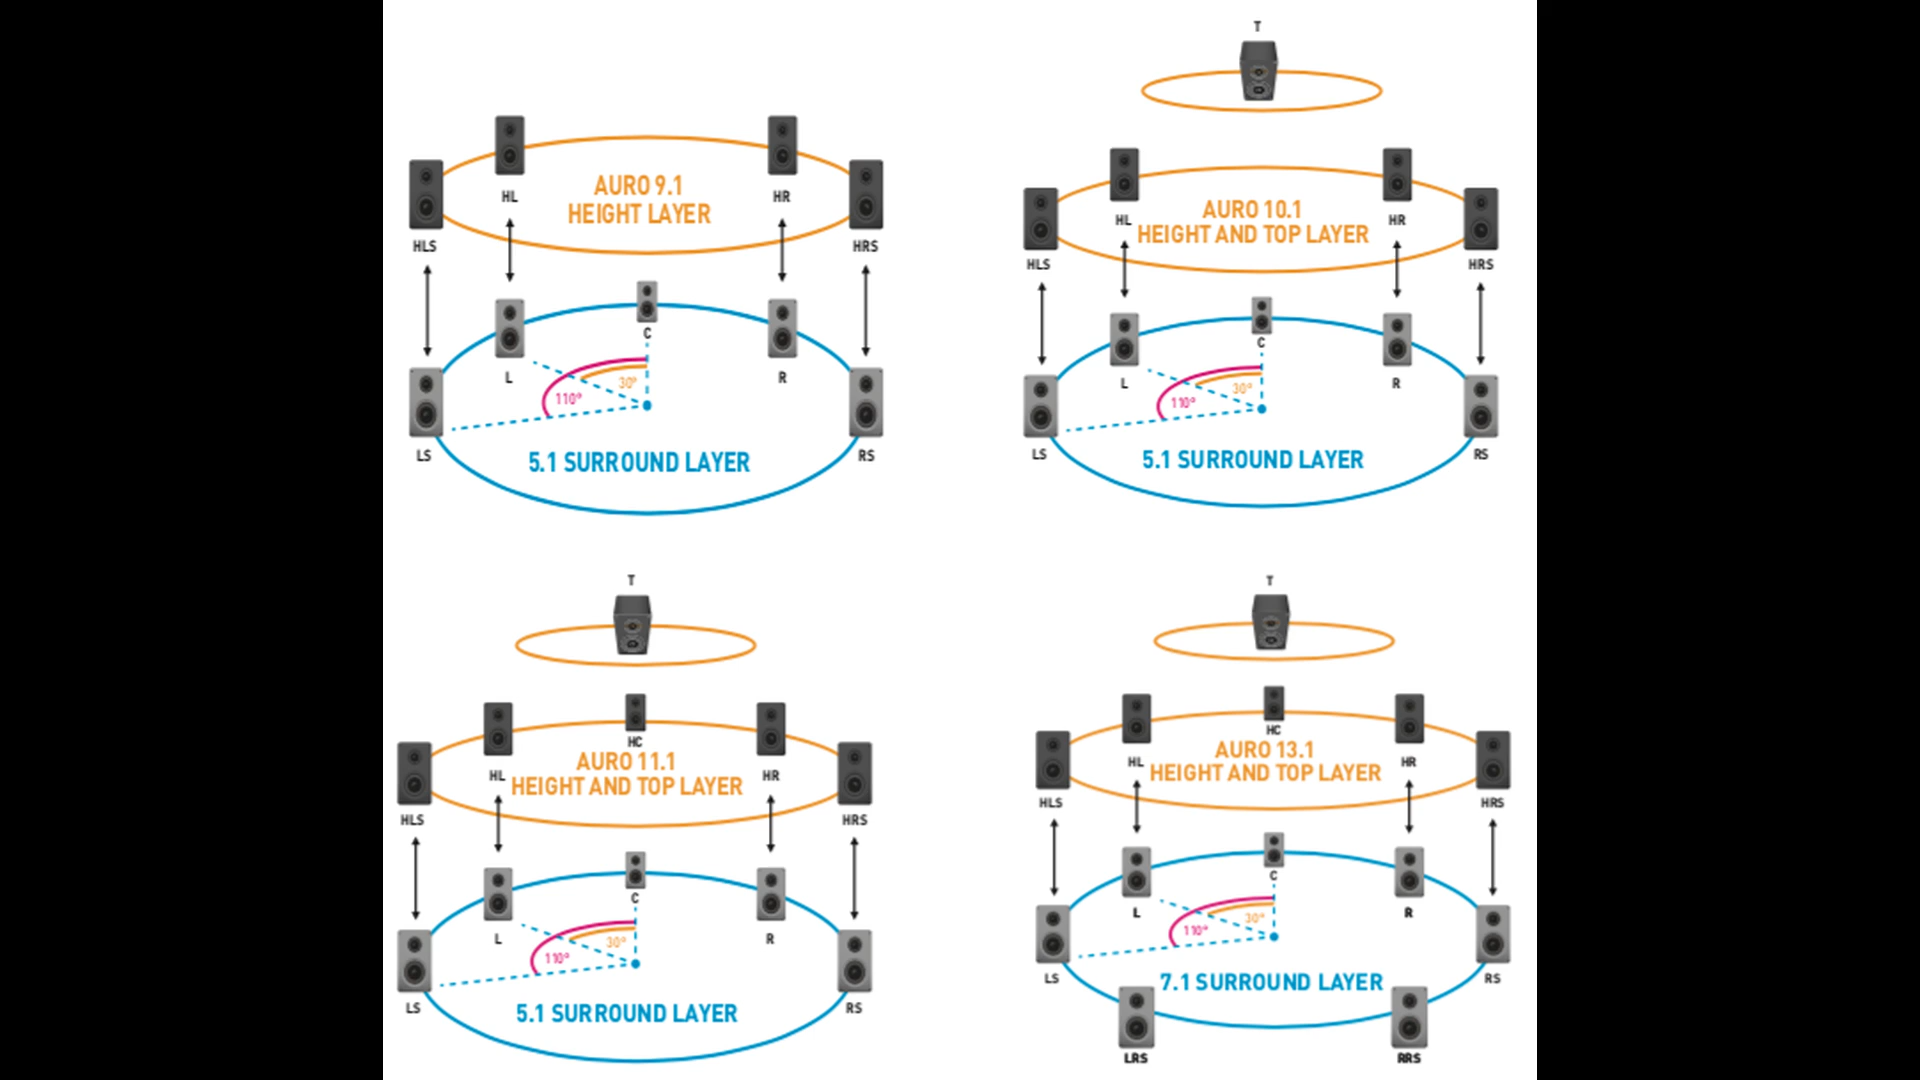 HL
HR
AURO 9.1
HEIGHT LAYER
HLS
HRS
C
L
R
30°
110°
LS
RS
5.1 SURROUND LAYER
T
HL
HR
AURO 10.1
HEIGHT AND TOP LAYER
HLS
HRS
C
L
R
30°
110°
LS
RS
5.1 SURROUND LAYER
T
HC
AURO 11.1
HL
HR
HEIGHT AND TOP LAYER
HLS
HRS
C
L
R
30°
110°
LS
RS
5.1 SURROUND LAYER
T
HC
AURO 13.1
HL
HR
HEIGHT AND TOP LAYER
HLS
HRS
C
L
R
30°
110°
LS
RS
7.1 SURROUND LAYER
LRS
RRS